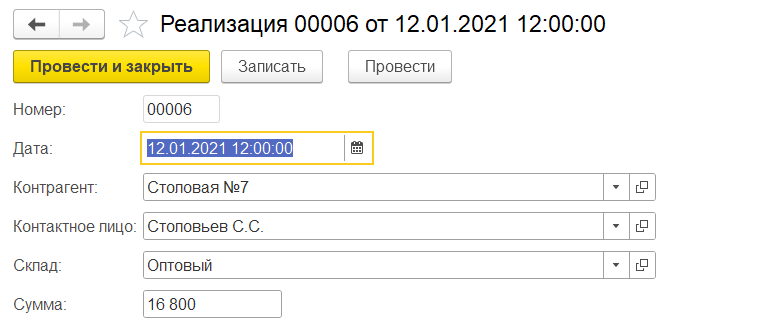 Реализация 00006 от 12.01.2021 12:00:00
Провести и закрыть Записать Провести
Номер: 00006
Дата: 12.01.2021 12:00:00
Контрагент: Столовая №7
Контактное лицо: Столовьев С.С.
Склад: Оптовый
Сумма: 16 800